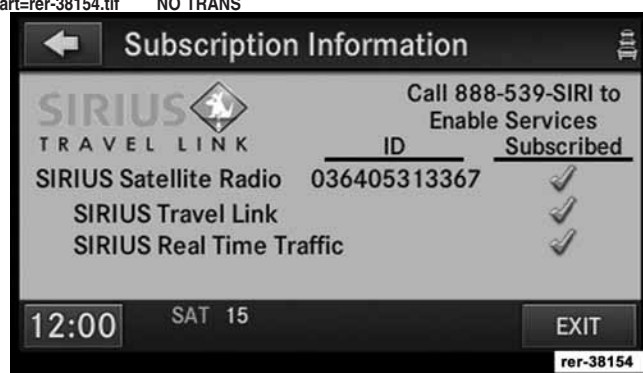 art=rer-38154.tif NO TRANS
Subscription Information
SIRIUS
TRAVEL LINK
Call 888-539-SIRI to
Enable Services
ID Subscribed
SIRIUS Satellite Radio 036405313367
SIRIUS Travel Link
SIRIUS Real Time Traffic
12:00 SAT 15 EXIT
rer-38154